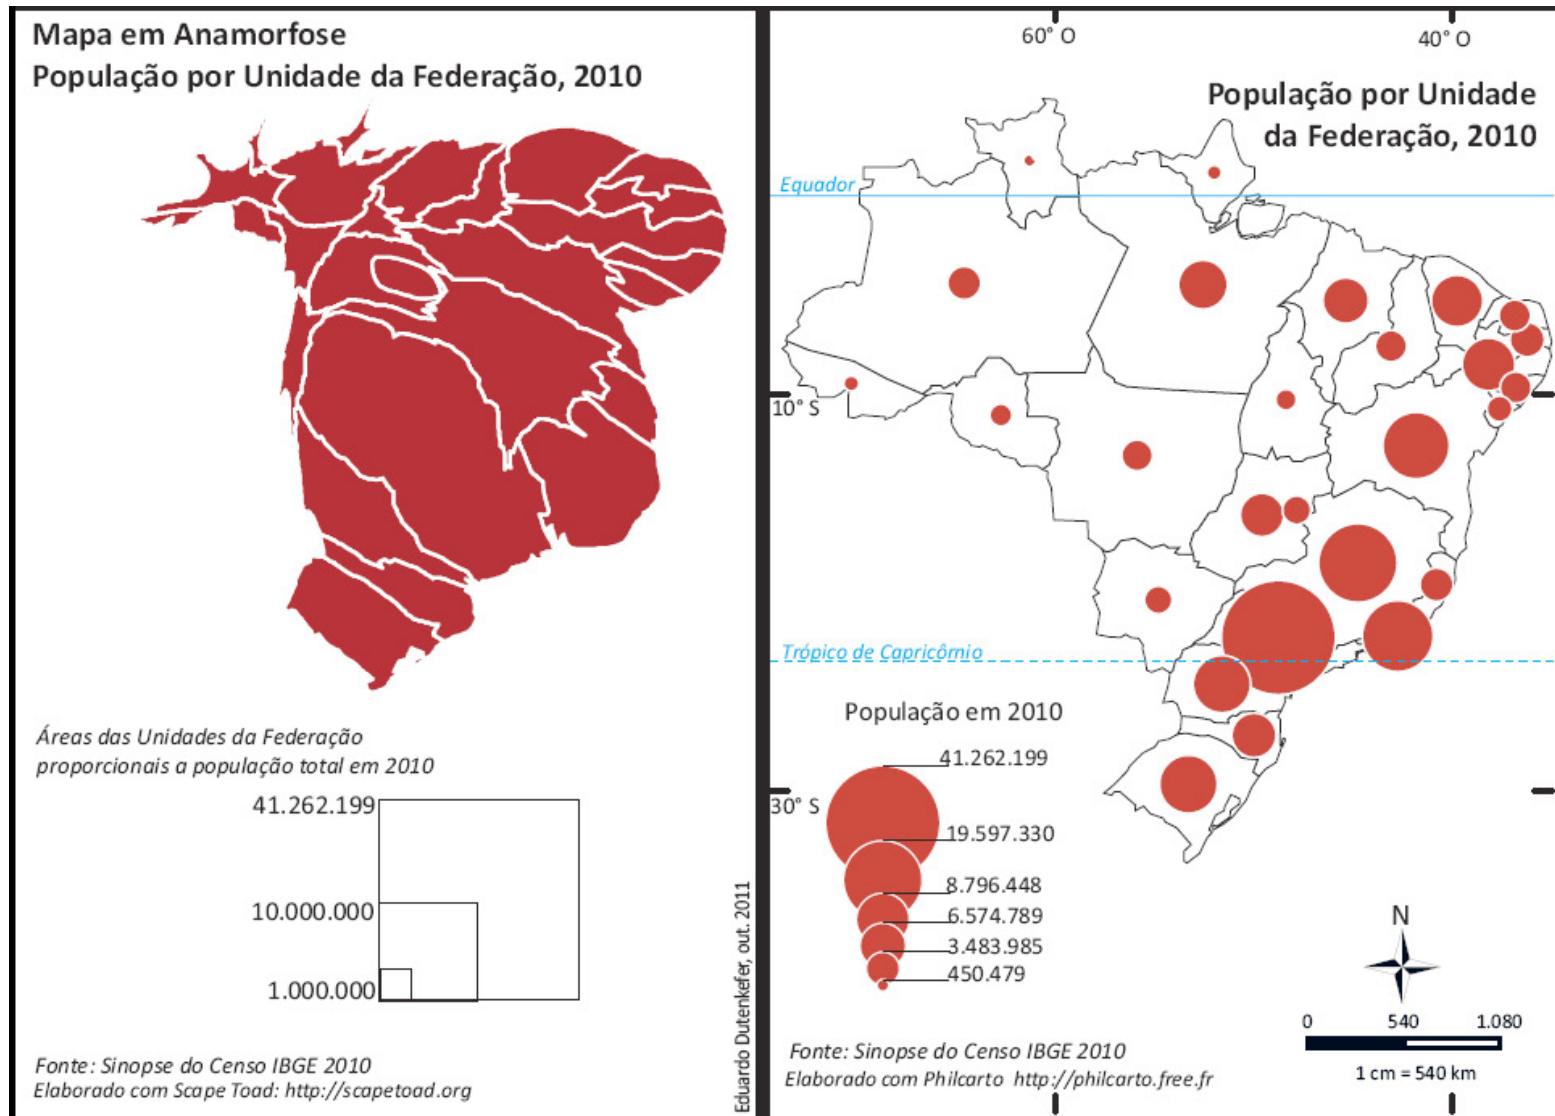 Mapa em Anamorfose
População por Unidade da Federação, 2010
Áreas das Unidades da Federação
proporcionais a população total em 2010
41.262.199
10.000.000
1.000.000
Fonte: Sinopse do Censo IBGE 2010
Elaborado com Scape Toad: http://scapetoad.org
Eduardo Dutenkefer, out. 2011
60° O
40° O
População por Unidade
da Federação, 2010
Equador
10° S
Trópico de Capricôrnio
População em 2010
41.262.199
19.597.330
8.796.448
6.574.789
3.483.985
450.479
30° S
N
0 540 1.080
1 cm = 540 km
Fonte: Sinopse do Censo IBGE 2010
Elaborado com Philcarto http://philcarto.free.fr